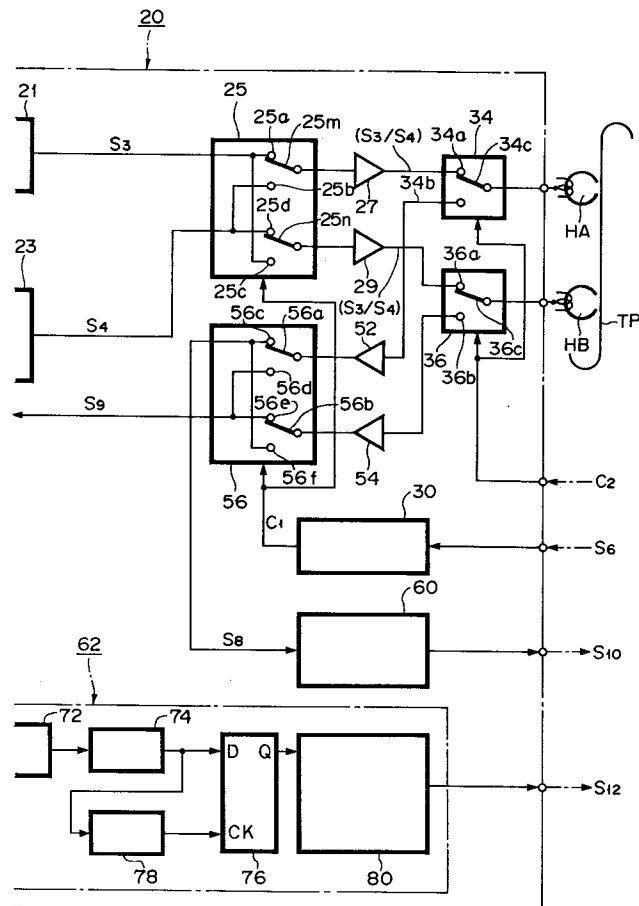 20
21
25
25a
25m
S3
(S3/S4)
34
34a
34c
25b
27
34b
25d
25n
HA
23
25c
29
36a
(S3/S4)
S4
56c
56a
52
36
36c
36b
HB
TP
56d
S9
56e
56b
56f
54
56
C2
C1
30
S6
60
S8
S10
62
72
74
D Q
S12
CK
78
76
80